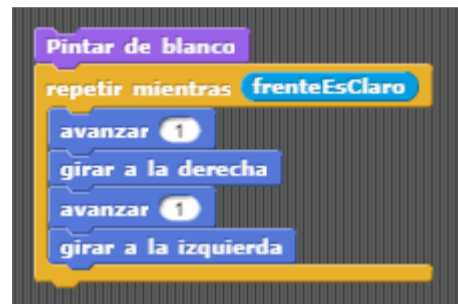 Pintar de blanco
repetir mientras frenteEsClaro
avanzar 1
girar a la derecha
avanzar 1
girar a la izquierda